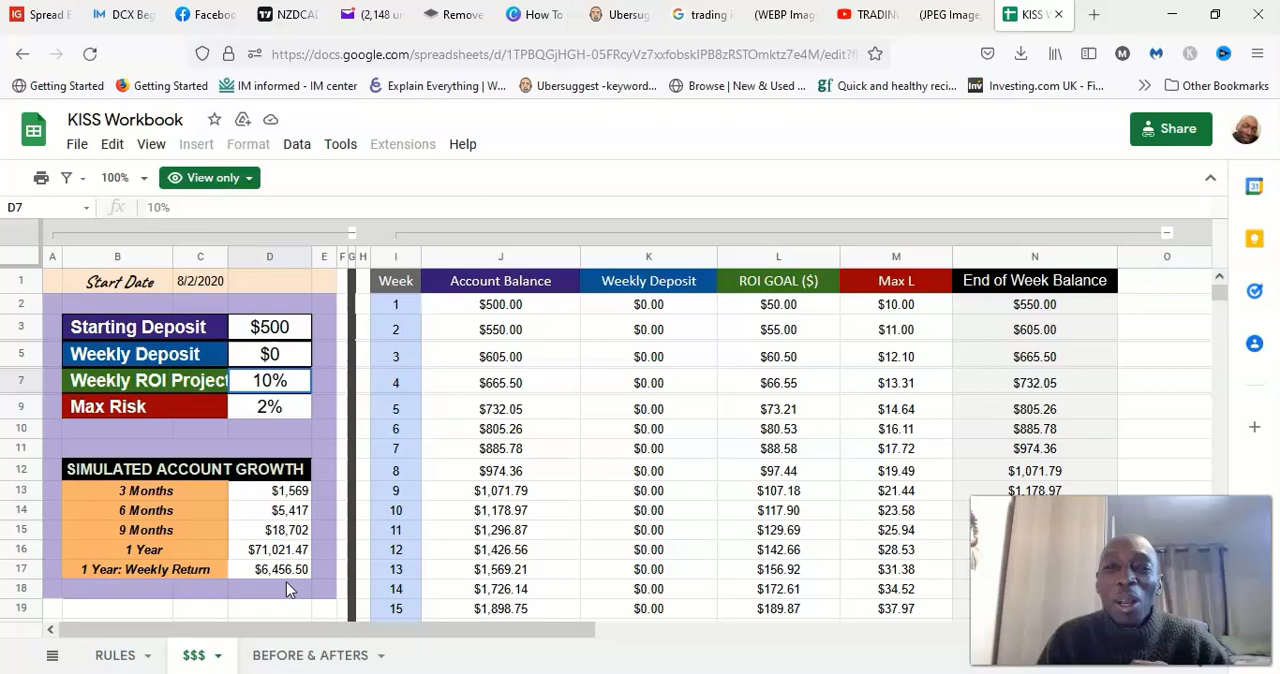 Spread E
DCX Beg
Facebo
NZDCAD
(2,148 un
Remove
How To
Ubersug
trading i
(WEBP Ima
TRADIN
(JPEG Image,
KISS W
https://docs.google.com/spreadsheets/d/
Getting Started
Getting Started
IM informed - IM center
Explain Everything | W...
Ubersuggest -keyword...
Browse | New & Used ...
Quick and healthy reci...
Investing.com UK - Fi...
Other Bookmarks
KISS Workbook
File Edit View Insert Format Data Tools Extensions Help
Share
100% View only
D7 fx 10%
A B C D E F G H I J K L M N O
1 Start Date 8/2/2020 Week Account Balance Weekly Deposit ROI GOAL ($) Max L End of Week Balance
2 1 $500.00 $0.00 $50.00 $10.00 $550.00
3 Starting Deposit $500 2 $550.00 $0.00 $55.00 $11.00 $605.00
5 Weekly Deposit $0 3 $605.00 $0.00 $60.50 $12.10 $665.50
7 Weekly ROI Project 10% 4 $665.50 $0.00 $66.55 $13.31 $732.05
9 Max Risk 2% 5 $732.05 $0.00 $73.21 $14.64 $805.26
10 6 $805.26 $0.00 $80.53 $16.11 $885.78
11 7 $885.78 $0.00 $88.58 $17.72 $974.36
12 SIMULATED ACCOUNT GROWTH 8 $974.36 $0.00 $97.44 $19.49 $1,071.79
13 3 Months $1,569 9 $1,071.79 $0.00 $107.18 $21.44 $1,178.97
14 6 Months $5,417 10 $1,178.97 $0.00 $117.90 $23.58
15 9 Months $18,702 11 $1,296.87 $0.00 $129.69 $25.94
16 1 Year $71,021.47 12 $1,426.56 $0.00 $142.66 $28.53
17 1 Year: Weekly Return $6,456.50 13 $1,569.21 $0.00 $156.92 $31.38
18 14 $1,726.14 $0.00 $172.61 $34.52
19 15 $1,898.75 $0.00 $189.87 $37.97
RULES $$$ BEFORE & AFTERS